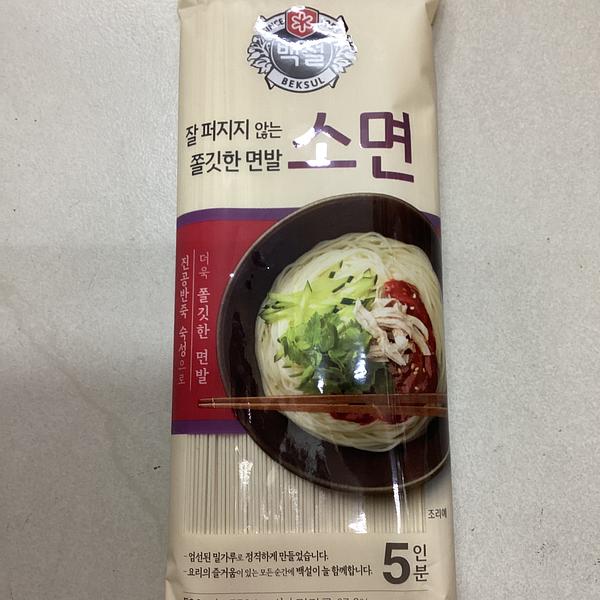 백설
BEKSUL
잘 퍼지지 않는
쫄깃한 면발
소면
진공반죽 숙성으로
더욱 쫄깃한 면발
조리예
- 엄선된 밀가루로 정직하게 만들었습니다.
- 요리의 즐거움이 있는 모든 순간에 백설이 늘 함께합니다.
5인분